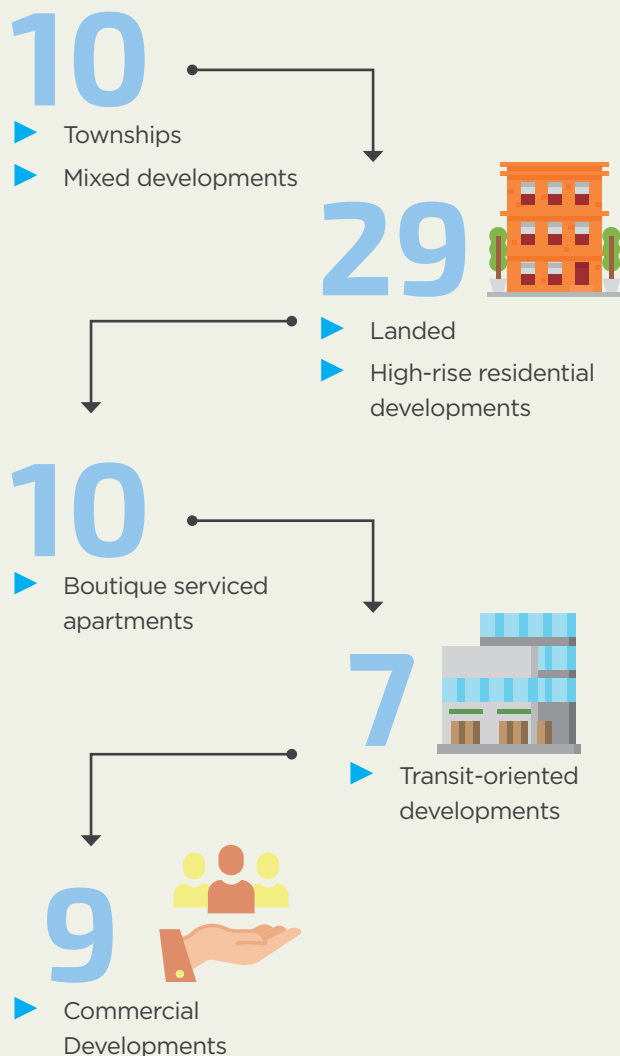 10
Townships
Mixed developments
29
Landed
High-rise residential
developments
10
Boutique serviced
apartments
7
Transit-oriented
developments
9
Commercial
Developments